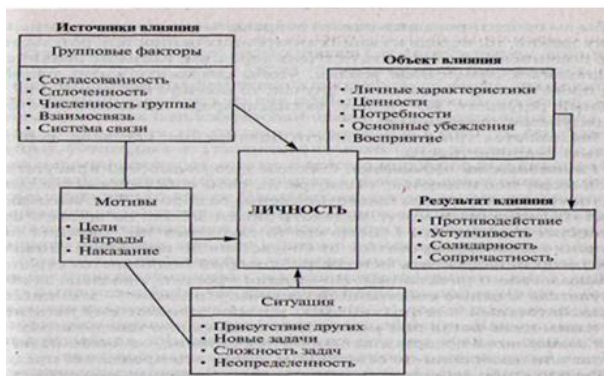 Источники влияния
Групповые факторы
• Согласованность
• Сплоченность
• Численность группы
• Взаимосвязь
• Система связи
Объект влияния
• Личные характеристики
• Ценности
• Потребности
• Основные убеждения
• Восприятие
Мотивы
• Цели
• Награды
• Наказание
ЛИЧНОСТЬ
Результат влияния
• Противодействие
• Уступчивость
• Солидарность
• Сопричастность
Ситуация
• Присутствие других
• Новые задачи
• Сложность задач
• Неопределенность